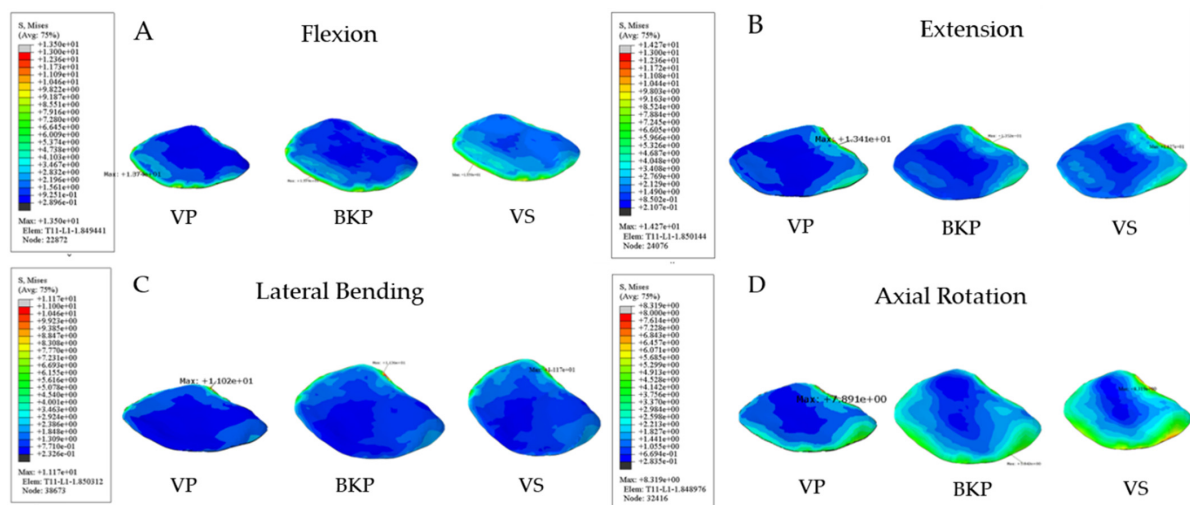 A
Flexion
S, Mises
(Avg: 75%)
+1.350e+01
+1.300e+01
+1.236e+01
+1.173e+01
+1.109e+01
+1.046e+01
+9.822e+00
+9.187e+00
+8.551e+00
+7.916e+00
+7.280e+00
+6.645e+00
+6.009e+00
+5.374e+00
+4.738e+00
+4.103e+00
+3.467e+00
+2.832e+00
+2.196e+00
+1.561e+00
+9.251e-01
+2.896e-01
Max: +1.350e+01
Elem: T11-L1-1.849441
Node: 22872
VP
BKP
VS
B
Extension
S, Mises
(Avg: 75%)
+1.427e+01
+1.300e+01
+1.236e+01
+1.172e+01
+1.108e+01
+1.044e+01
+9.803e+00
+9.163e+00
+8.524e+00
+7.884e+00
+7.245e+00
+6.605e+00
+5.966e+00
+5.326e+00
+4.687e+00
+4.048e+00
+3.408e+00
+2.769e+00
+2.129e+00
+1.490e+00
+8.502e-01
+2.107e-01
Max: +1.427e+01
Elem: T11-L1-1.850144
Node: 24076
Max: +1.341e+01
VP
BKP
VS
C
Lateral Bending
S, Mises
(Avg: 75%)
+1.117e+01
+1.100e+01
+1.046e+01
+9.923e+00
+9.385e+00
+8.847e+00
+8.308e+00
+7.770e+00
+7.231e+00
+6.693e+00
+6.155e+00
+5.616e+00
+5.078e+00
+4.540e+00
+4.001e+00
+3.463e+00
+2.924e+00
+2.386e+00
+1.848e+00
+1.309e+00
+7.710e-01
+2.326e-01
Max: +1.117e+01
Elem: T11-L1-1.850312
Node: 38673
Max: +1.102e+01
Max: +1.117e+01
VP
BKP
VS
D
Axial Rotation
S, Mises
(Avg: 75%)
+8.319e+00
+8.000e+00
+7.614e+00
+7.228e+00
+6.843e+00
+6.457e+00
+6.071e+00
+5.685e+00
+5.299e+00
+4.913e+00
+4.528e+00
+4.142e+00
+3.756e+00
+3.370e+00
+2.984e+00
+2.598e+00
+2.213e+00
+1.827e+00
+1.441e+00
+1.055e+00
+6.694e-01
+2.835e-01
Max: +8.319e+00
Elem: T11-L1-1.848976
Node: 32416
Max: +7.891e+00
VP
BKP
VS